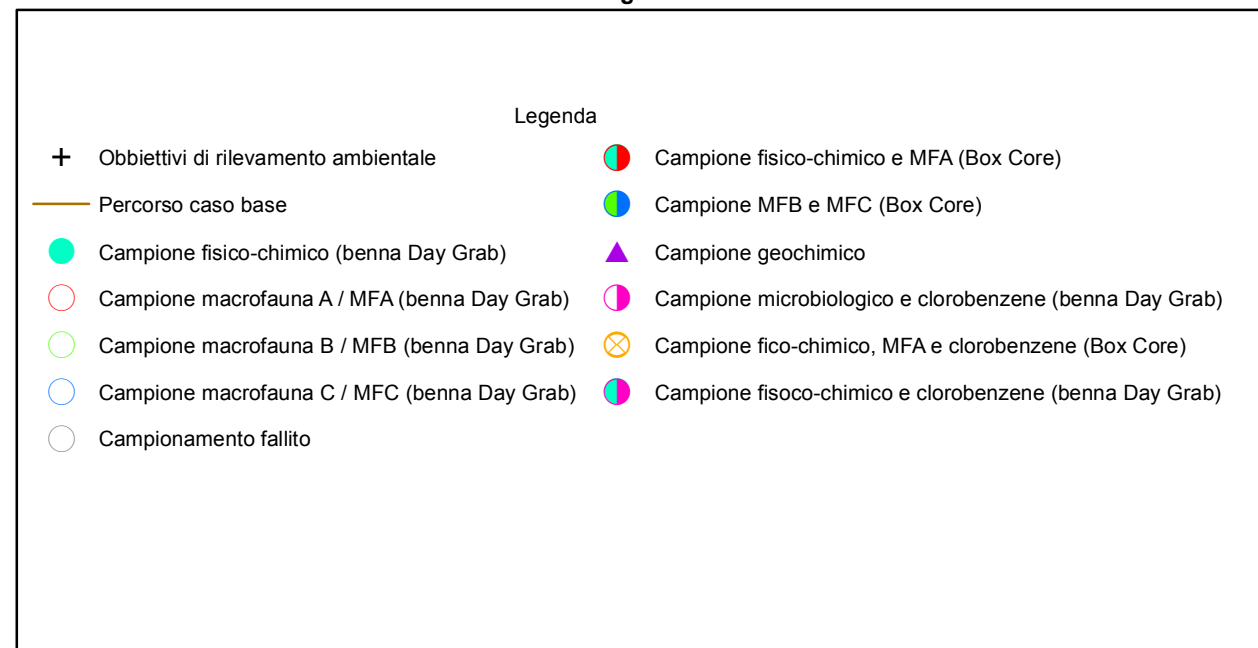 Legenda
Obbiettivi di rilevamento ambientale
Percorso caso base
Campione fisico-chimico (benna Day Grab)
Campione macrofauna A / MFA (benna Day Grab)
Campione macrofauna B / MFB (benna Day Grab)
Campione macrofauna C / MFC (benna Day Grab)
Campionamento fallito
Campione fisico-chimico e MFA (Box Core)
Campione MFB e MFC (Box Core)
Campione geochimico
Campione microbiologico e clorobenzene (benna Day Grab)
Campione fico-chimico, MFA e clorobenzene (Box Core)
Campione fisoco-chimico e clorobenzene (benna Day Grab)